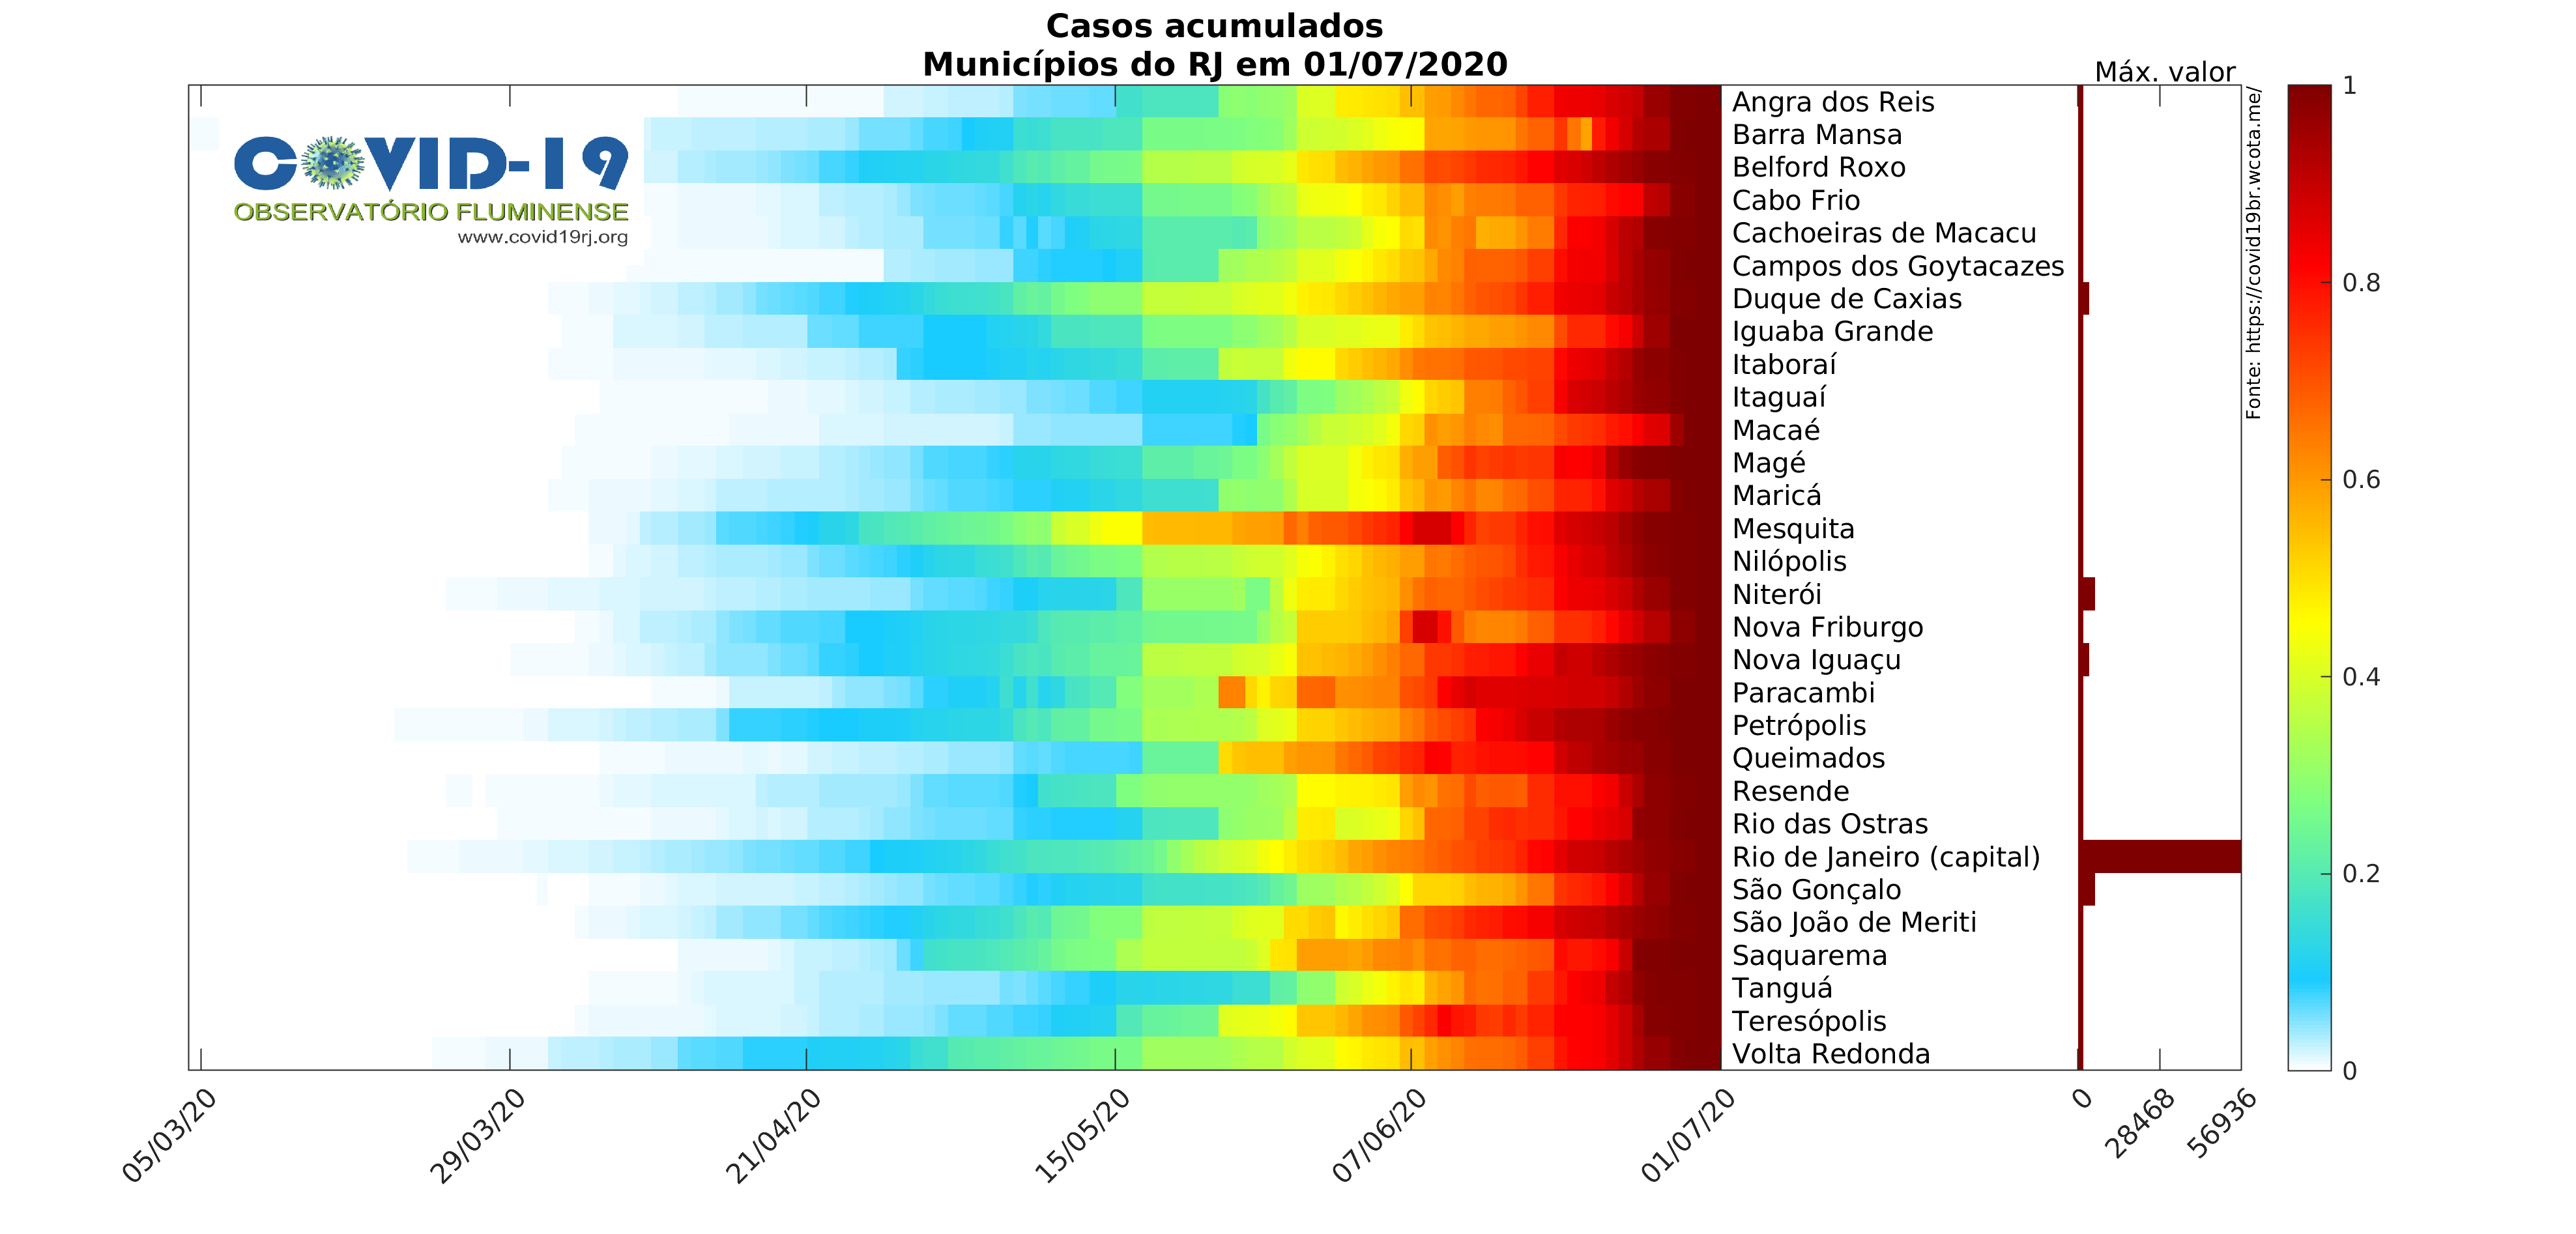 Casos acumulados
Municípios do RJ em 01/07/2020
Máx. valor
COVID-19
OBSERVATÓRIO FLUMINENSE
www.covid19rj.org
Angra dos Reis
Barra Mansa
Belford Roxo
Cabo Frio
Cachoeiras de Macacu
Campos dos Goytacazes
Duque de Caxias
Iguaba Grande
Itaboraí
Itaguaí
Macaé
Magé
Maricá
Mesquita
Nilópolis
Niterói
Nova Friburgo
Nova Iguaçu
Paracambi
Petrópolis
Queimados
Resende
Rio das Ostras
Rio de Janeiro (capital)
São Gonçalo
São João de Meriti
Saquarema
Tanguá
Teresópolis
Volta Redonda
Fonte: https://covid19br.wcota.me/
1
0.8
0.6
0.4
0.2
0
05/03/20
29/03/20
21/04/20
15/05/20
07/06/20
01/07/20
0
28468
56936